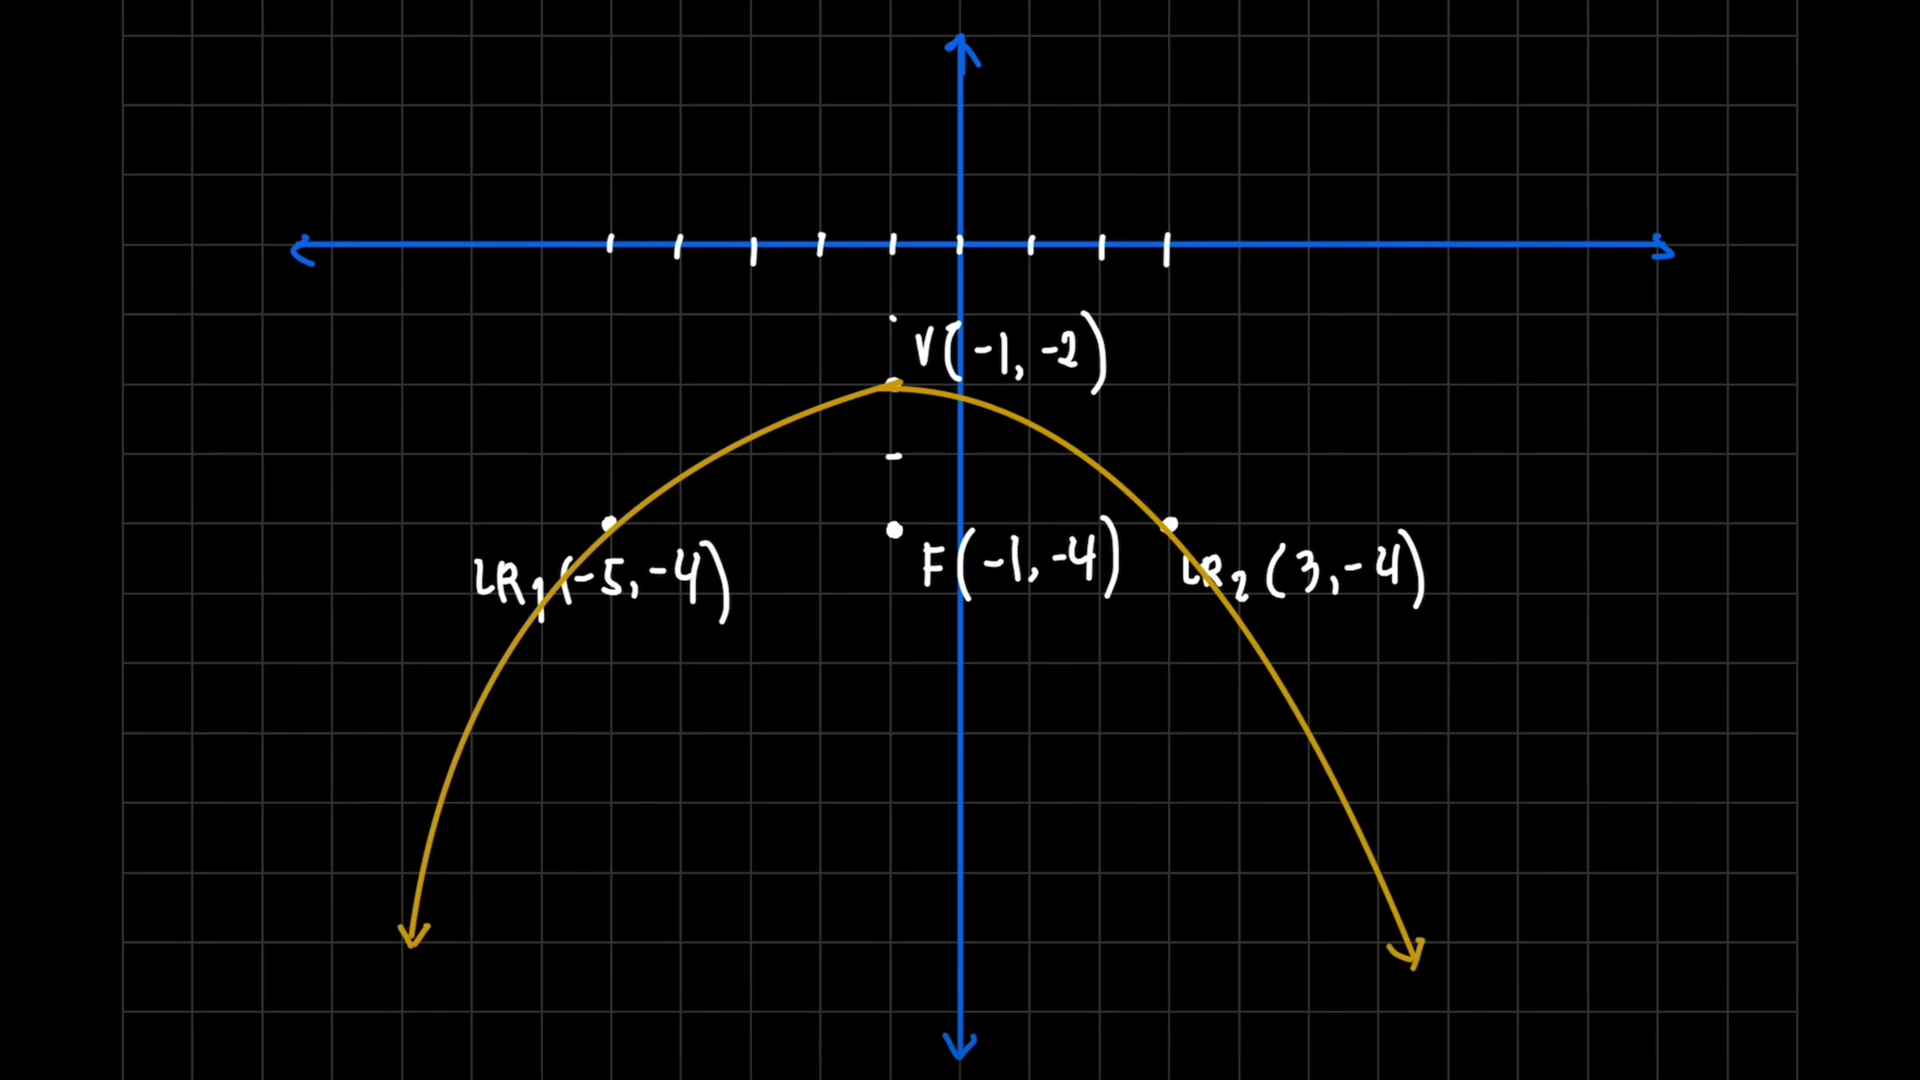 V(-1, -2)
LR1(-5, -4)
F(-1, -4)
LR2(3, -4)